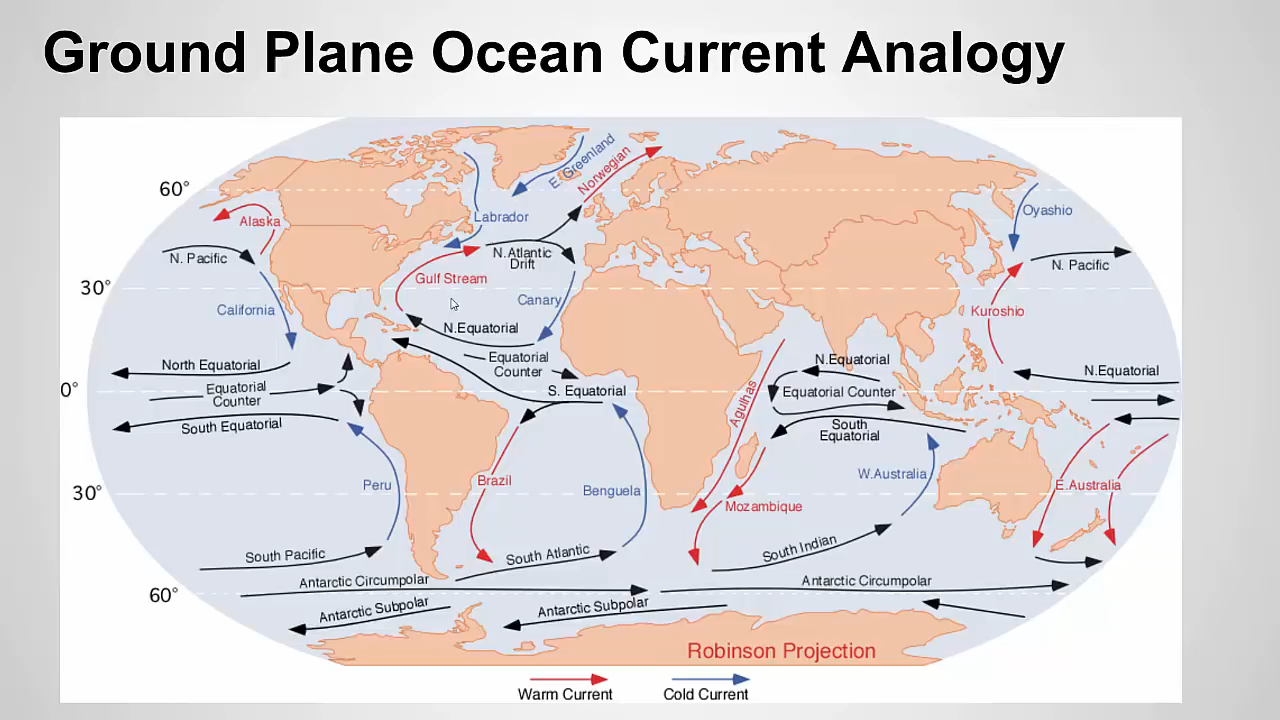 Ground Plane Ocean Current Analogy
60°
30°
0°
30°
60°
E. Greenland
Norwegian
Labrador
Oyashio
Alaska
N. Pacific
N.Atlantic
Drift
N. Pacific
Gulf Stream
California
Canary
Kuroshio
N.Equatorial
North Equatorial
Equatorial
Counter
N.Equatorial
N.Equatorial
Equatorial
Counter
S. Equatorial
Agulhas
Equatorial Counter
South Equatorial
South
Equatorial
Peru
Brazil
Benguela
W.Australia
E.Australia
Mozambique
South Pacific
South Atlantic
South Indian
Antarctic Circumpolar
Antarctic Circumpolar
Antarctic Subpolar
Antarctic Subpolar
Robinson Projection
Warm Current
Cold Current